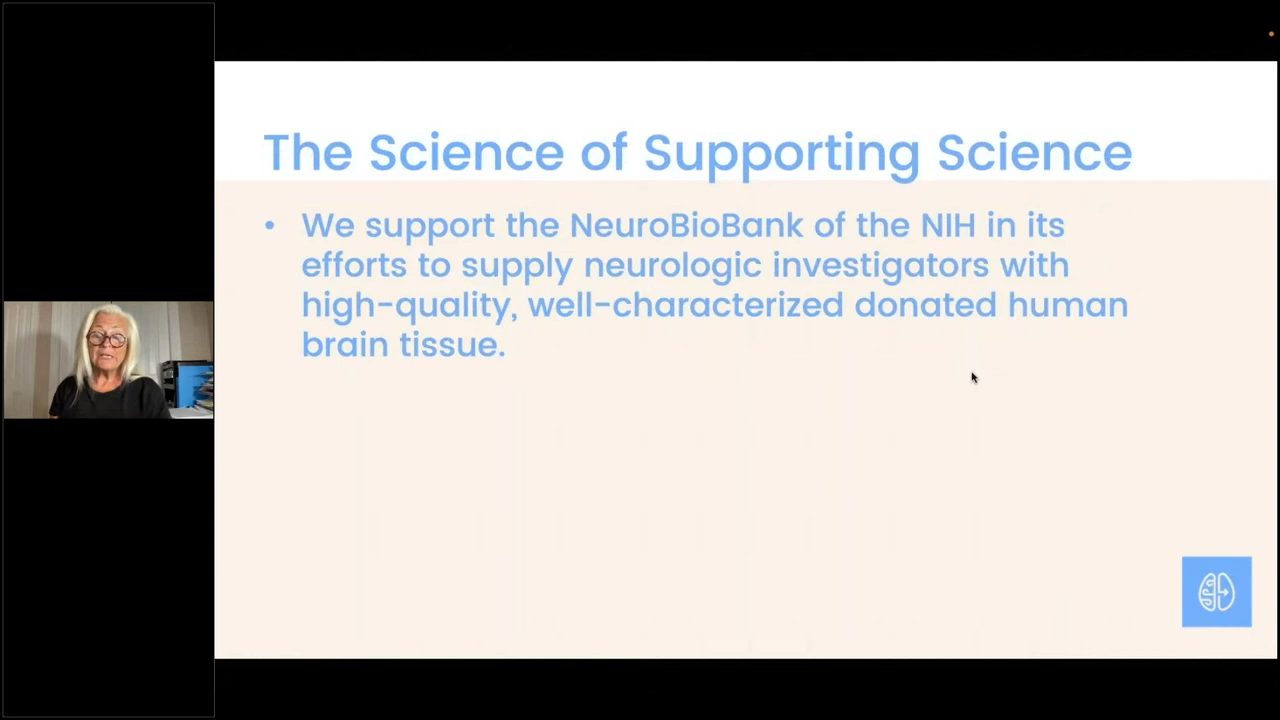 The Science of Supporting Science
• We support the NeuroBioBank of the NIH in its
efforts to supply neurologic investigators with
high-quality, well-characterized donated human
brain tissue.